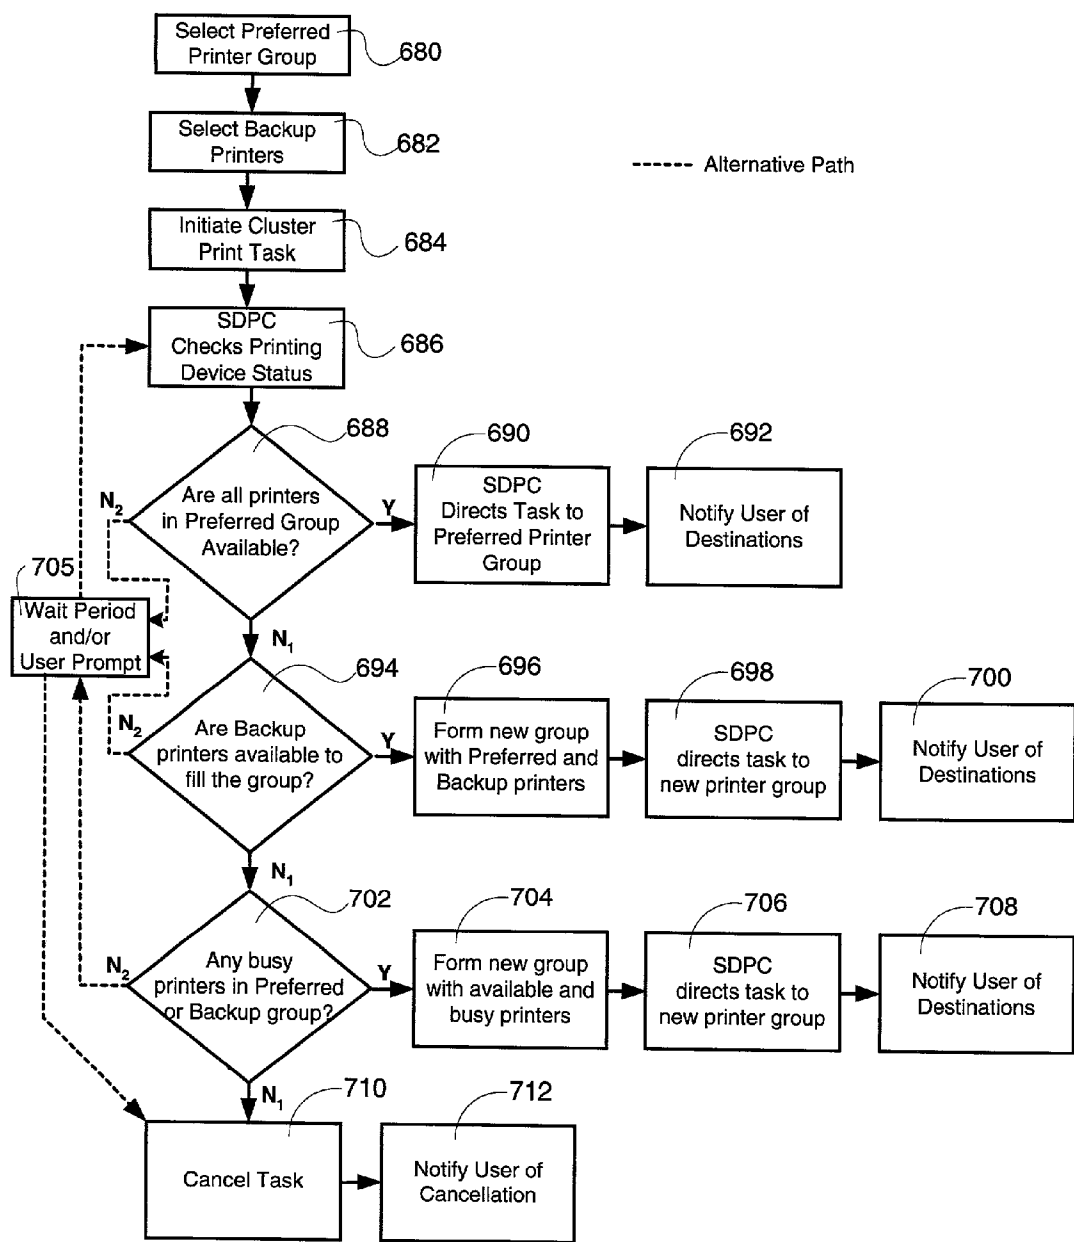 Select Preferred
Printer Group
680
Select Backup
Printers
682
Alternative Path
Initiate Cluster
Print Task
684
SDPC
Checks Printing
Device Status
686
688
690
692
N₂
Are all printers
in Preferred Group
Available?
Y
SDPC
Directs Task to
Preferred Printer
Group
Notify User of
Destinations
705
Wait Period
and/or
User Prompt
N₁
694
696
698
700
N₂
Are Backup
printers available to
fill the group?
Y
Form new group
with Preferred and
Backup printers
SDPC
directs task to
new printer group
Notify User of
Destinations
N₁
702
704
706
708
N₂
Any busy
printers in Preferred
or Backup group?
Y
Form new group
with available and
busy printers
SDPC
directs task to
new printer group
Notify User of
Destinations
N₁
710
712
Cancel Task
Notify User of
Cancellation